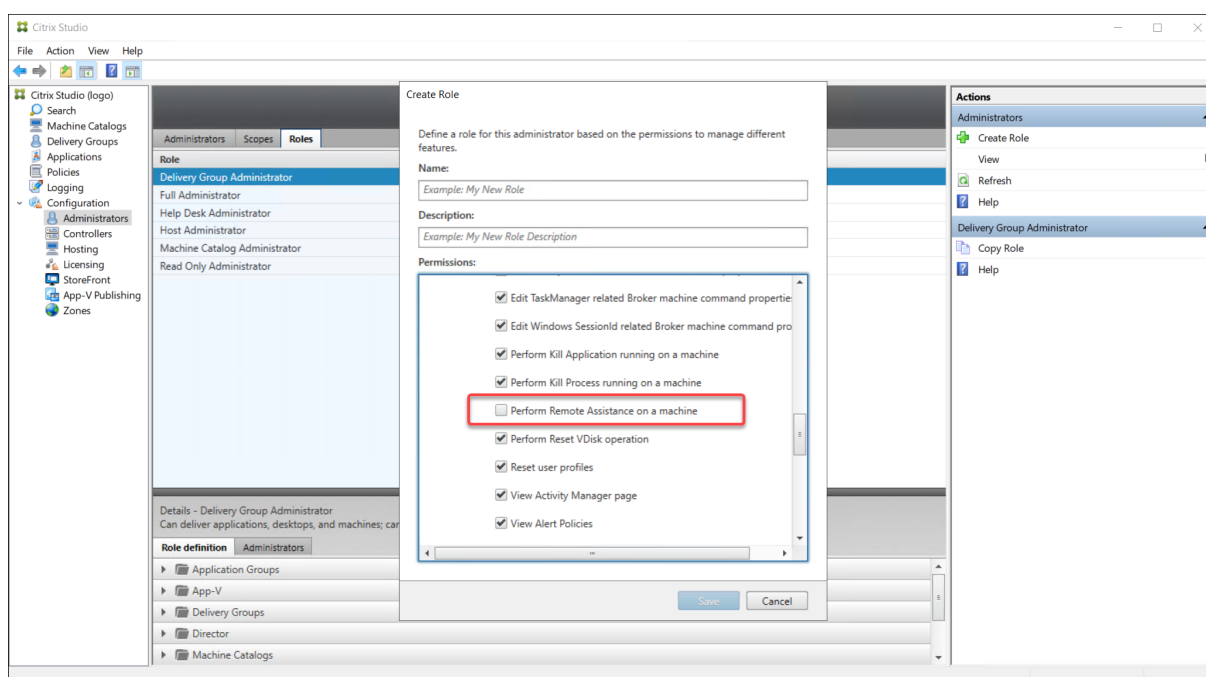 Citrix Studio
File Action View Help
Citrix Studio (logo)
Search
Machine Catalogs
Delivery Groups
Applications
Policies
Logging
Configuration
Administrators
Controllers
Hosting
Licensing
StoreFront
App-V Publishing
Zones
Administrators Scopes Roles
Role
Delivery Group Administrator
Full Administrator
Help Desk Administrator
Host Administrator
Machine Catalog Administrator
Read Only Administrator
Details - Delivery Group Administrator
Can deliver applications, desktops, and machines; car
Role definition Administrators
Application Groups
App-V
Delivery Groups
Director
Machine Catalogs
Create Role
Define a role for this administrator based on the permissions to manage different
features.
Name:
Example: My New Role
Description:
Example: My New Role Description
Permissions:
Edit TaskManager related Broker machine command propertie
Edit Windows SessionId related Broker machine command pro
Perform Kill Application running on a machine
Perform Kill Process running on a machine
Perform Remote Assistance on a machine
Perform Reset VDisk operation
Reset user profiles
View Activity Manager page
View Alert Policies
Save Cancel
Actions
Administrators
Create Role
View
Refresh
Help
Delivery Group Administrator
Copy Role
Help